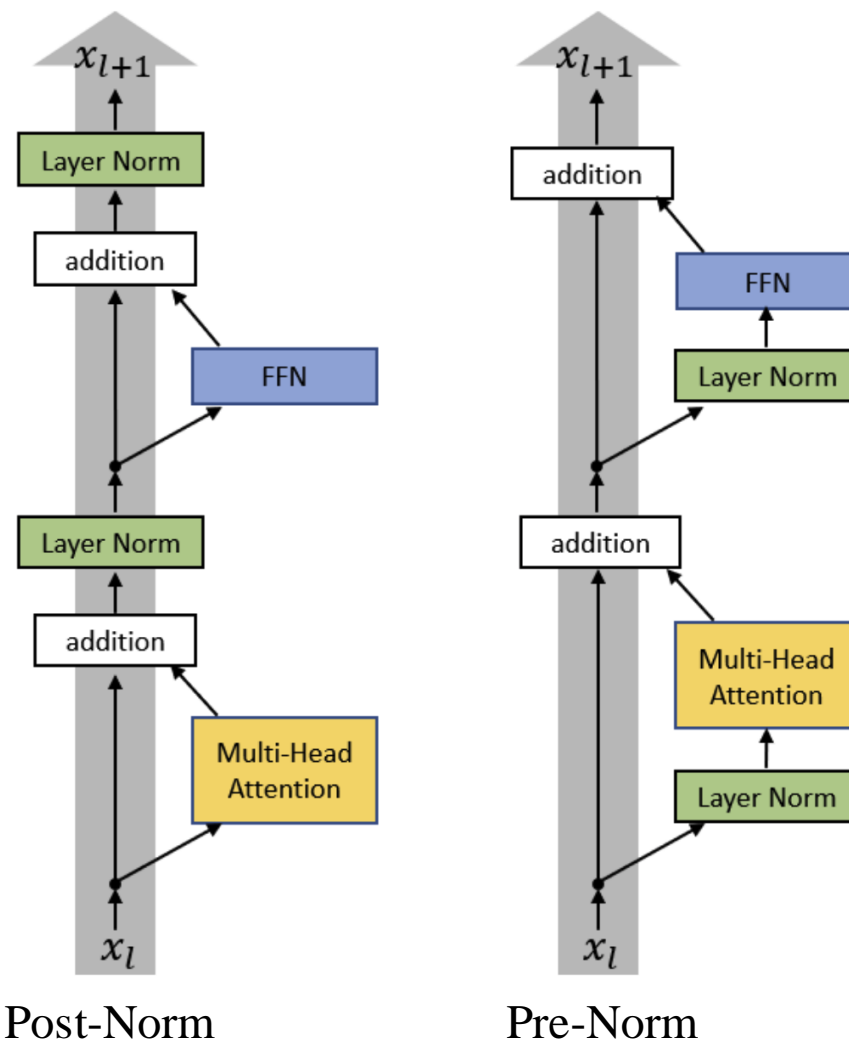 x_{l+1}
Layer Norm
addition
FFN
Layer Norm
addition
Multi-Head
Attention
x_l
Post-Norm
x_{l+1}
addition
FFN
Layer Norm
addition
Multi-Head
Attention
Layer Norm
x_l
Pre-Norm